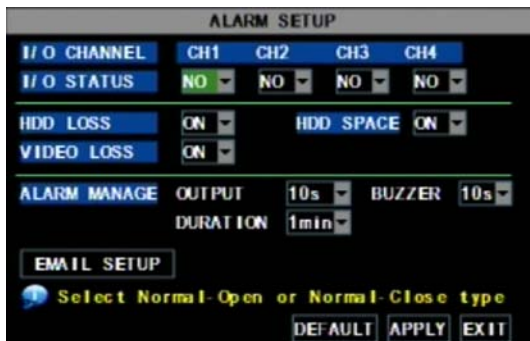 ALARM SETUP
I/O CHANNEL CH1 CH2 CH3 CH4
I/O STATUS NO NO NO NO
HDD LOSS ON HDD SPACE ON
VIDEO LOSS ON
ALARM MANAGE OUTPUT 10s BUZZER 10s
DURATION 1min
EMAIL SETUP
Select Normal-Open or Normal-Close type
DEFAULT APPLY EXIT